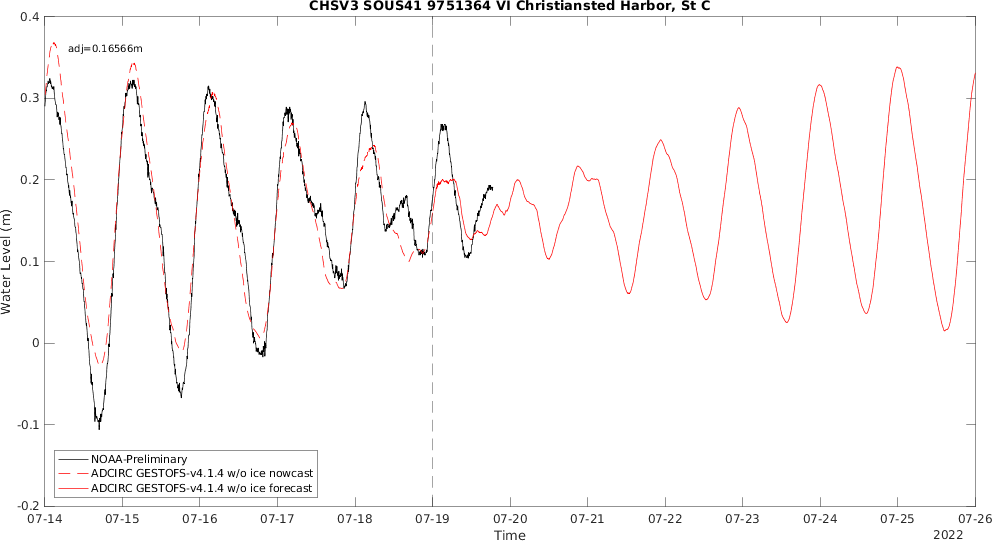 CHSV3 SOUS41 9751364 VI Christiansted Harbor, St C
0.4
adj=0.16566m
0.3
0.2
0.1
0
-0.1
-0.2
Water Level (m)
NOAA-Preliminary
ADCIRC GESTOFS-v4.1.4 w/o ice nowcast
ADCIRC GESTOFS-v4.1.4 w/o ice forecast
07-14 07-15 07-16 07-17 07-18 07-19 07-20 07-21 07-22 07-23 07-24 07-25 07-26
Time
2022